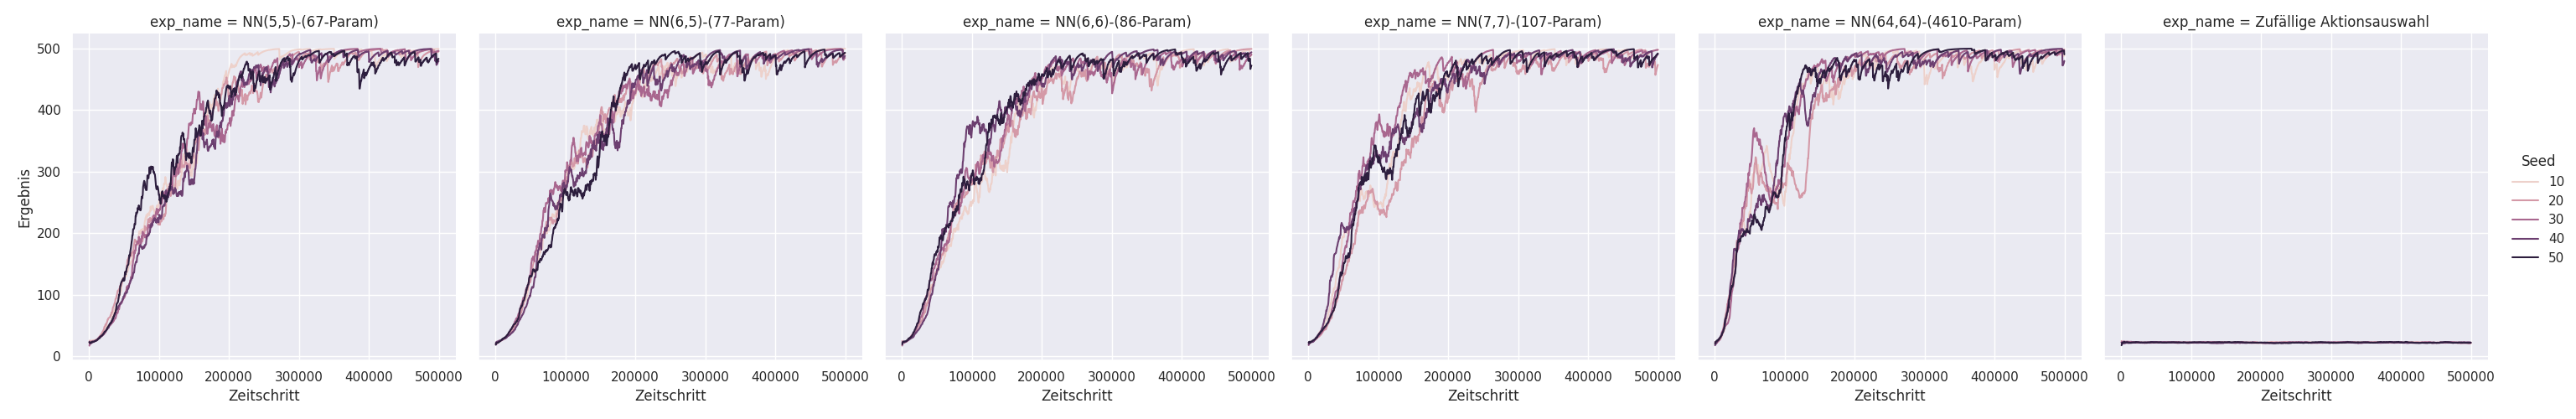 exp_name = NN(5,5)-(67-Param)
exp_name = NN(6,5)-(77-Param)
exp_name = NN(6,6)-(86-Param)
exp_name = NN(7,7)-(107-Param)
exp_name = NN(64,64)-(4610-Param)
exp_name = Zufällige Aktionsauswahl
500
400
300
200
100
0
Ergebnis
0 100000 200000 300000 400000 500000
0 100000 200000 300000 400000 500000
0 100000 200000 300000 400000 500000
0 100000 200000 300000 400000 500000
0 100000 200000 300000 400000 500000
0 100000 200000 300000 400000 500000
Zeitschritt
Zeitschritt
Zeitschritt
Zeitschritt
Zeitschritt
Zeitschritt
Seed
10
20
30
40
50